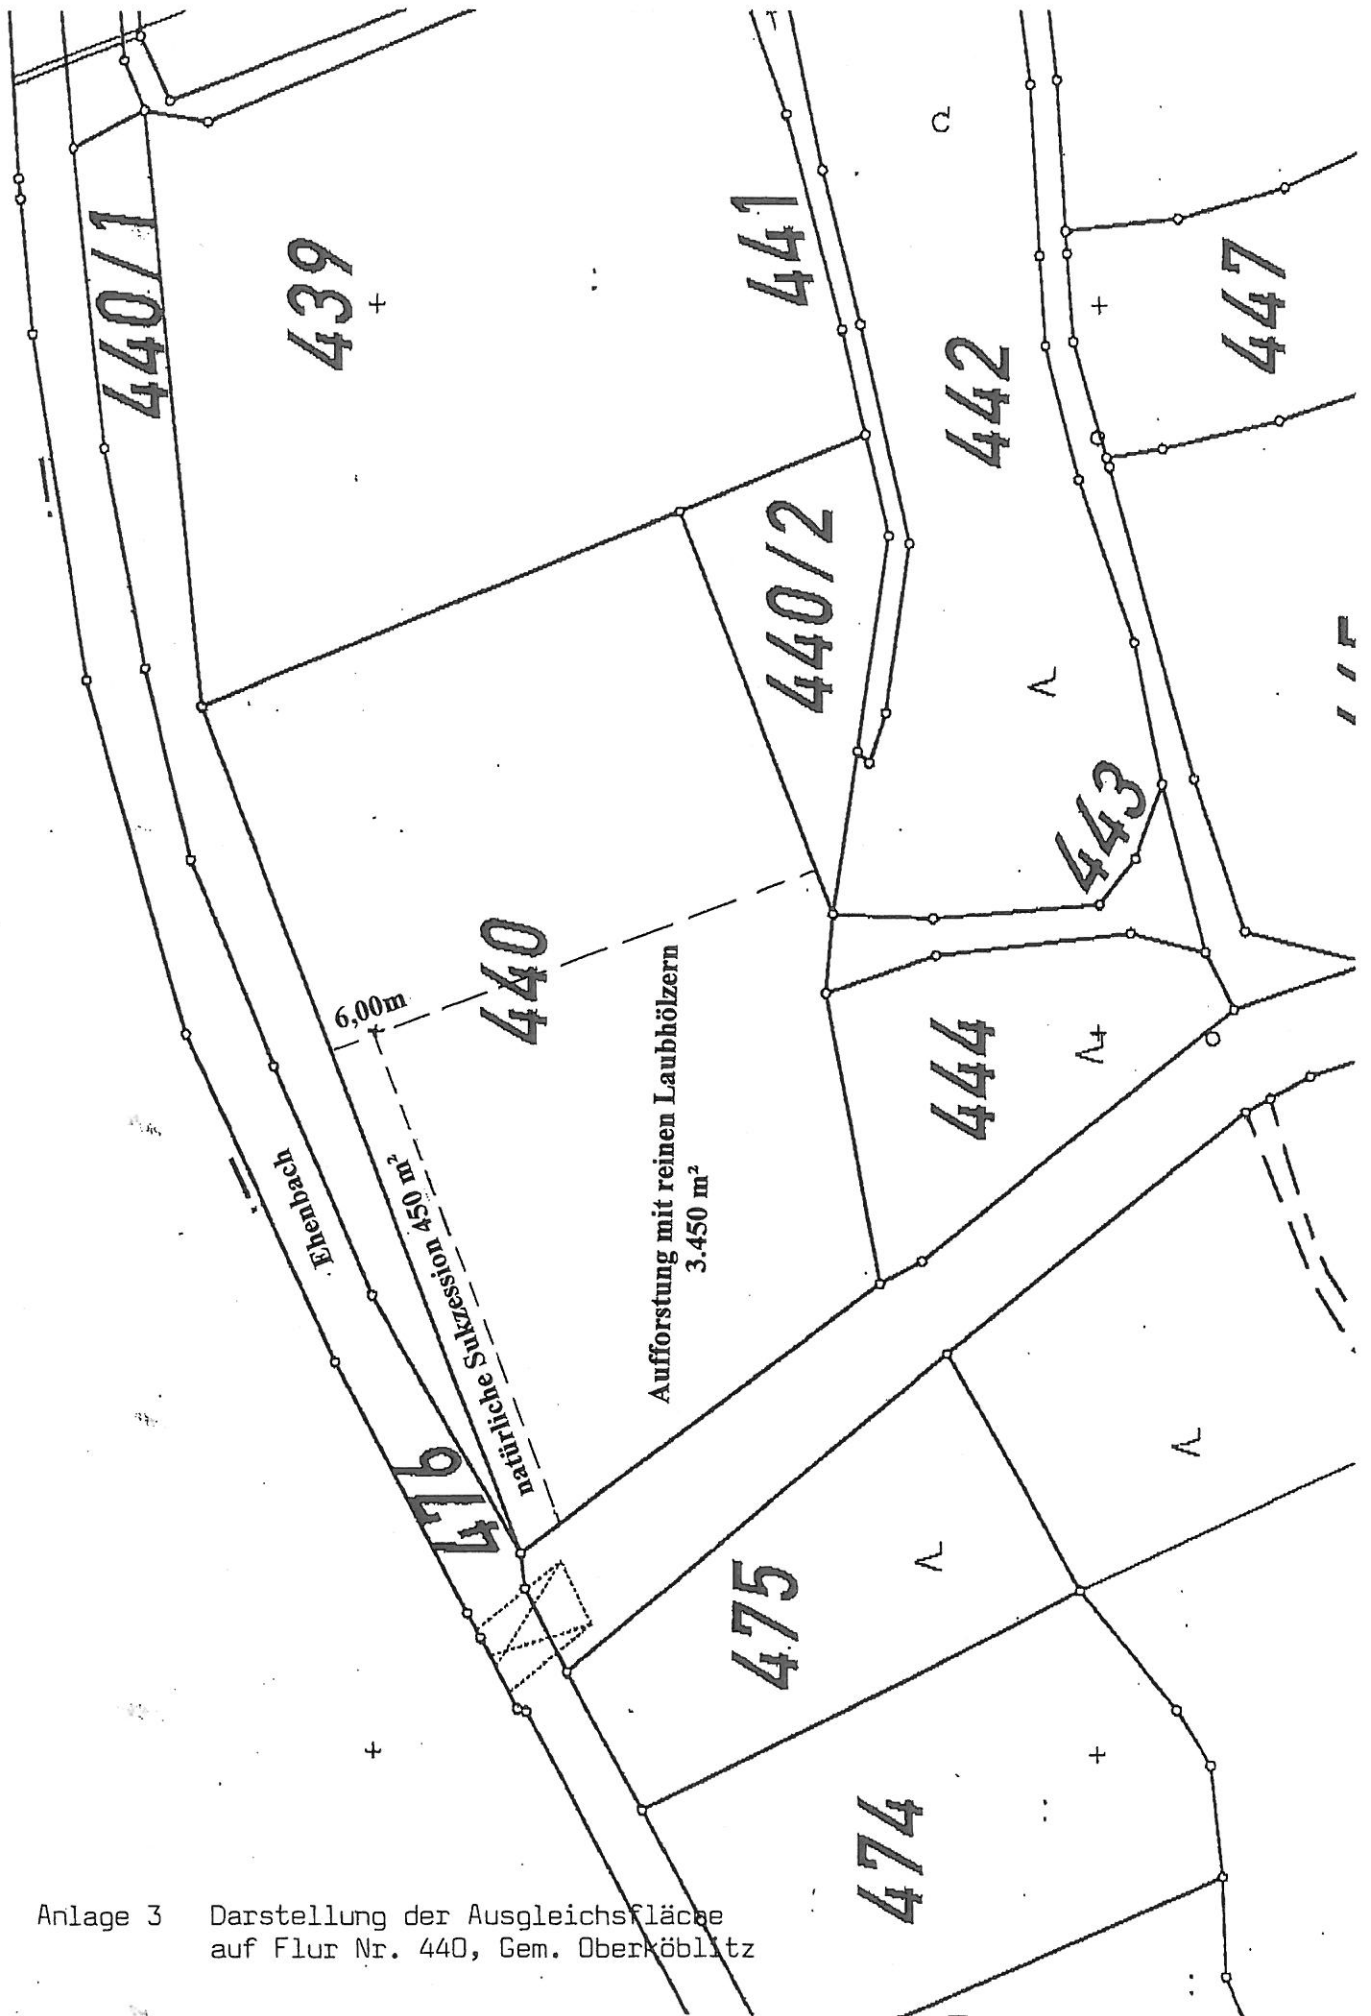 440/1
439
441
442
447
440/2
443
440
6,00m
444
Ehenbach
natürliche Sukzession 450 m²
Aufforstung mit reinen Laubhölzern
3.450 m²
476
475
474
Anlage 3 Darstellung der Ausgleichsfläche
auf Flur Nr. 440, Gem. Oberköblitz